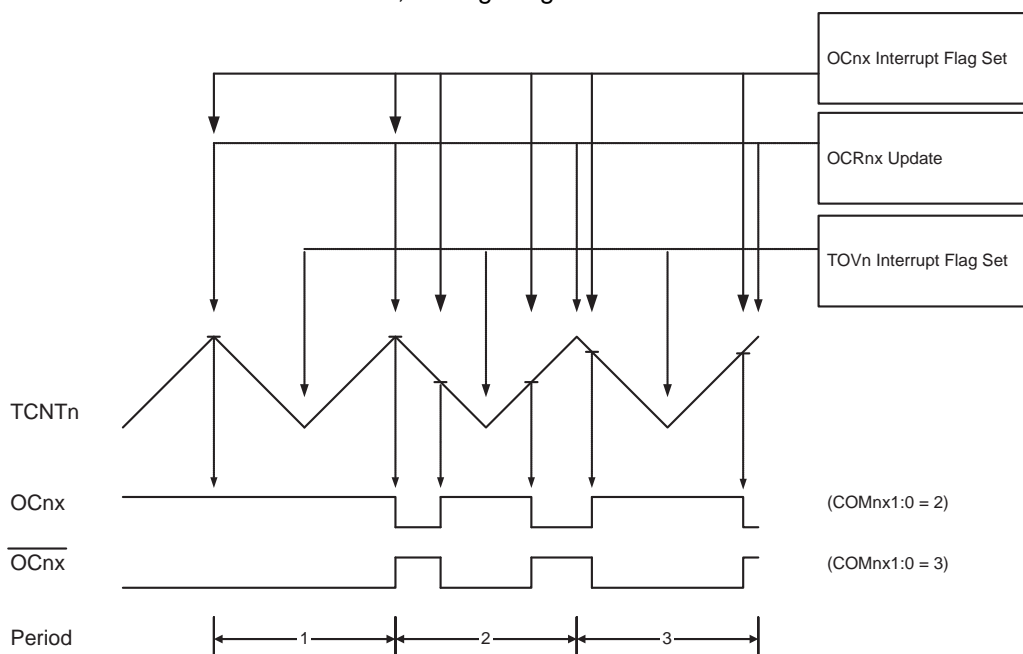 OCnx Interrupt Flag Set
OCRnx Update
TOVn Interrupt Flag Set
TCNTn
OCnx
(COMnx1:0 = 2)
OCnx
(COMnx1:0 = 3)
Period
1
2
3